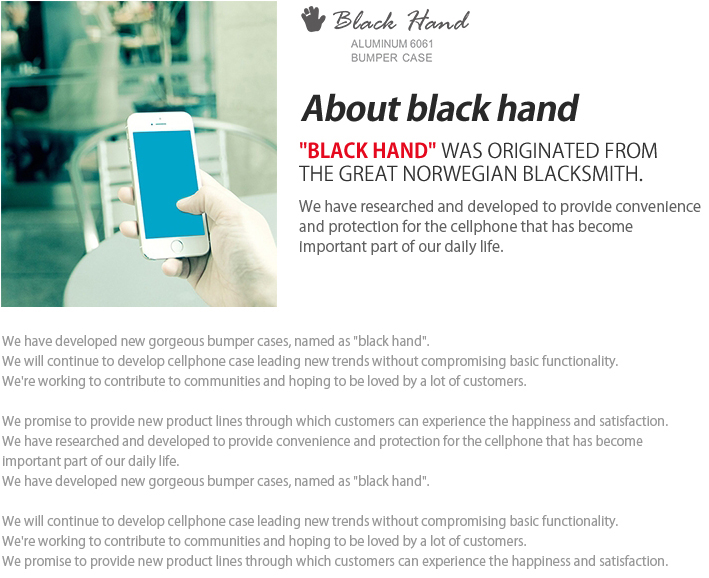 Black Hand
ALUMINUM 6061
BUMPER CASE
About black hand
"BLACK HAND" WAS ORIGINATED FROM
THE GREAT NORWEGIAN BLACKSMITH.
We have researched and developed to provide convenience
and protection for the cellphone that has become
important part of our daily life.
We have developed new gorgeous bumper cases, named as "black hand".
We will continue to develop cellphone case leading new trends without compromising basic functionality.
We're working to contribute to communities and hoping to be loved by a lot of customers.
We promise to provide new product lines through which customers can experience the happiness and satisfaction.
We have researched and developed to provide convenience and protection for the cellphone that has become
important part of our daily life.
We have developed new gorgeous bumper cases, named as "black hand".
We will continue to develop cellphone case leading new trends without compromising basic functionality.
We're working to contribute to communities and hoping to be loved by a lot of customers.
We promise to provide new product lines through which customers can experience the happiness and satisfaction.